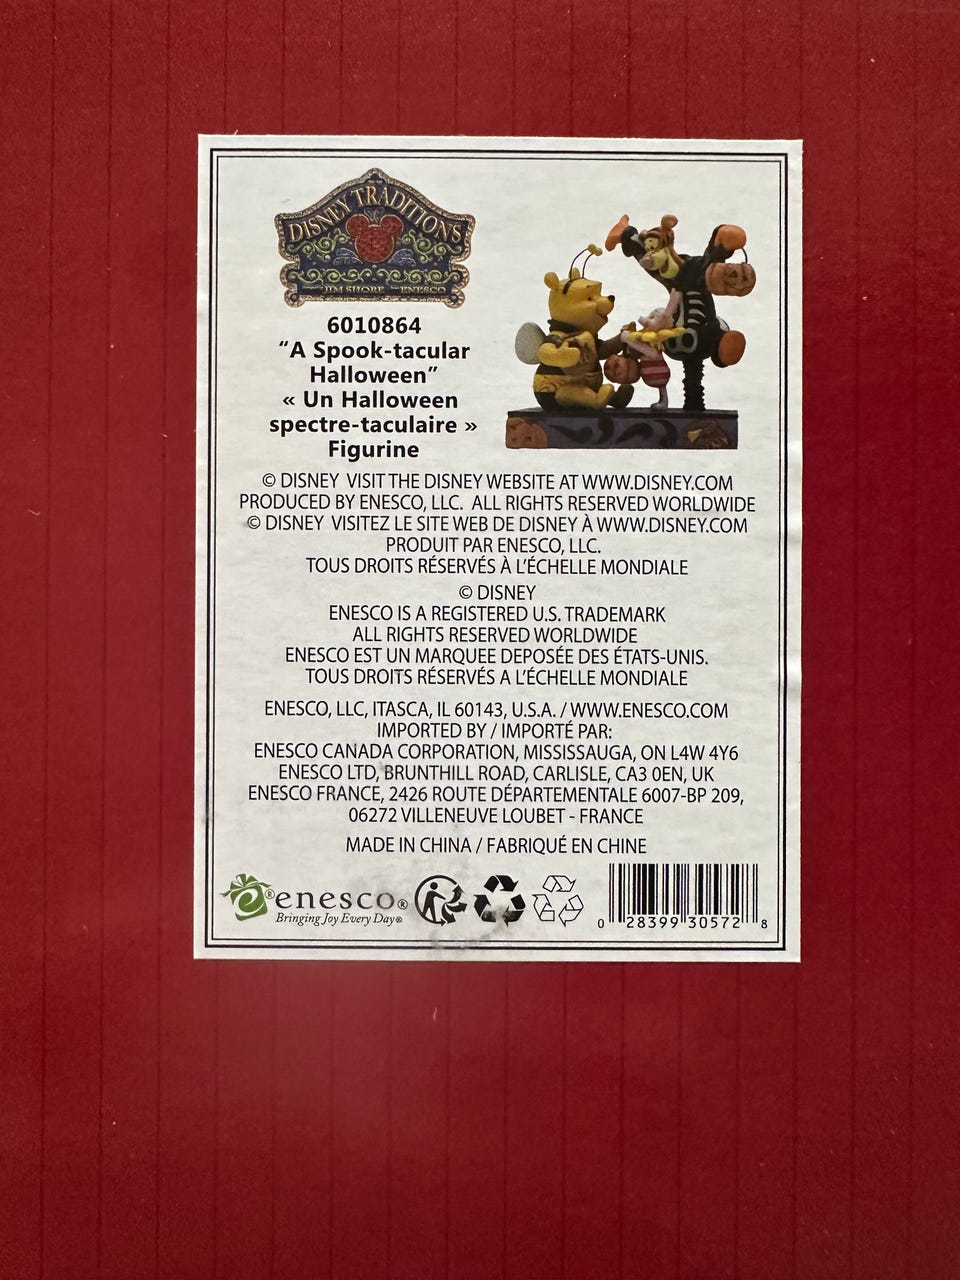 DISNEY TRADITIONS
JIM SHORE ENESCO
6010864
“A Spook-tacular
Halloween”
« Un Halloween
spectre-taculaire »
Figurine
© DISNEY VISIT THE DISNEY WEBSITE AT WWW.DISNEY.COM
PRODUCED BY ENESCO, LLC. ALL RIGHTS RESERVED WORLDWIDE
© DISNEY VISITEZ LE SITE WEB DE DISNEY À WWW.DISNEY.COM
PRODUIT PAR ENESCO, LLC.
TOUS DROITS RÉSERVÉS À L’ÉCHELLE MONDIALE
© DISNEY
ENESCO IS A REGISTERED U.S. TRADEMARK
ALL RIGHTS RESERVED WORLDWIDE
ENESCO EST UN MARQUEE DEPOSÉE DES ÉTATS-UNIS.
TOUS DROITS RÉSERVÉS A L’ÉCHELLE MONDIALE
ENESCO, LLC, ITASCA, IL 60143, U.S.A. / WWW.ENESCO.COM
IMPORTED BY / IMPORTÉ PAR:
ENESCO CANADA CORPORATION, MISSISSAUGA, ON L4W 4Y6
ENESCO LTD, BRUNTHILL ROAD, CARLISLE, CA3 0EN, UK
ENESCO FRANCE, 2426 ROUTE DÉPARTEMENTALE 6007-BP 209,
06272 VILLENEUVE LOUBET - FRANCE
MADE IN CHINA / FABRIQUÉ EN CHINE
enesco®
Bringing Joy Every Day®
0 28399 30572 8